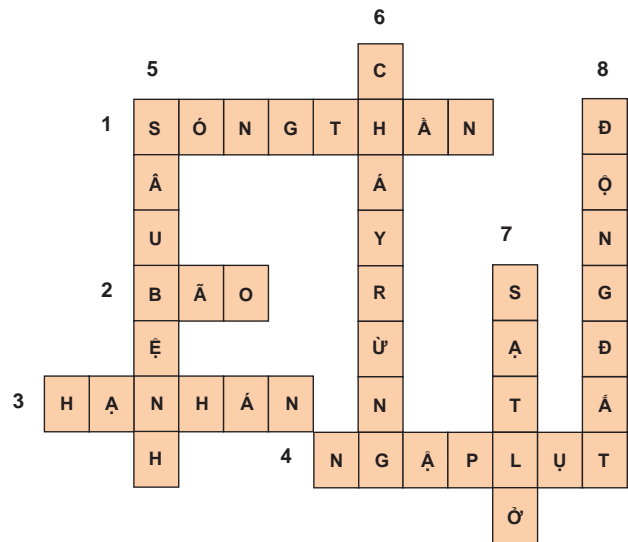 6
5 8
C
1 S Ó N G T H Ầ N Đ
Â Á Ộ
U Y 7 N
2 B Ã O R S G
Ệ Ừ Ạ Đ
3 H Ạ N H Á N N T Ấ
H 4 N G Ậ P L Ụ T
Ở